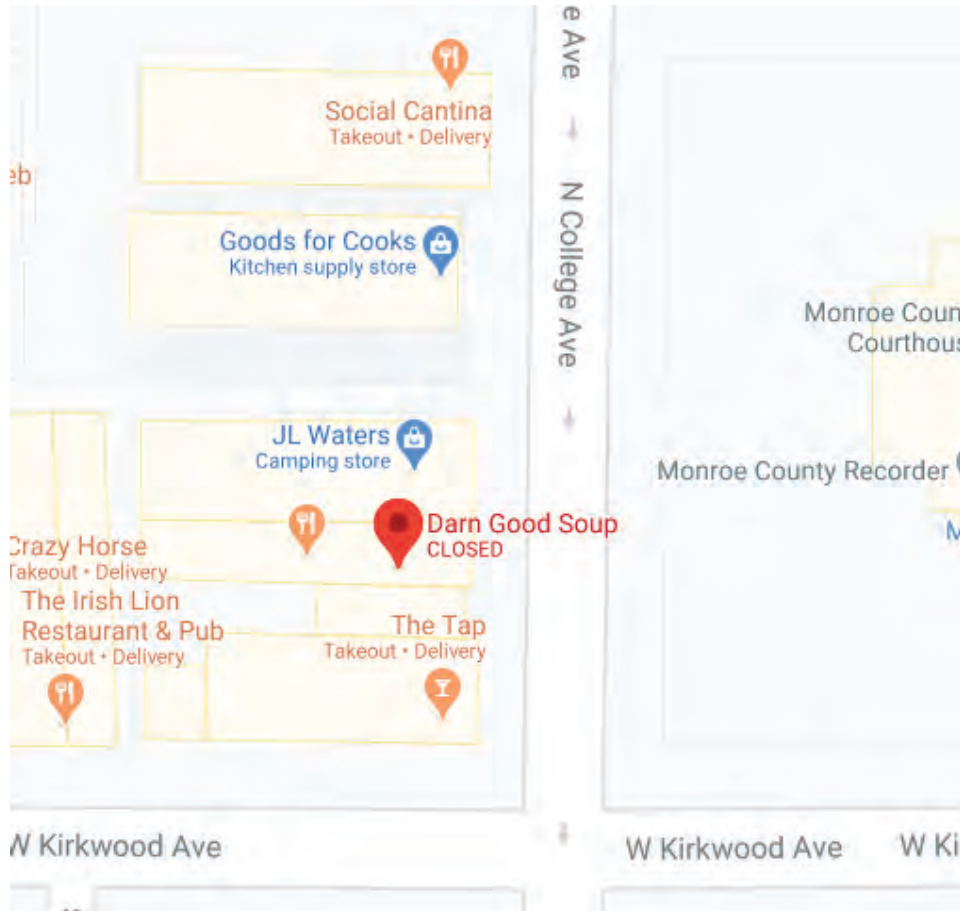 e Ave
Social Cantina
Takeout • Delivery
eb
N College Ave
Goods for Cooks
Kitchen supply store
Monroe Coun
Courthous
JL Waters
Camping store
Monroe County Recorder
Darn Good Soup
CLOSED
M
Crazy Horse
Takeout • Delivery
The Irish Lion
Restaurant & Pub
Takeout • Delivery
The Tap
Takeout • Delivery
W Kirkwood Ave
W Kirkwood Ave
W Ki